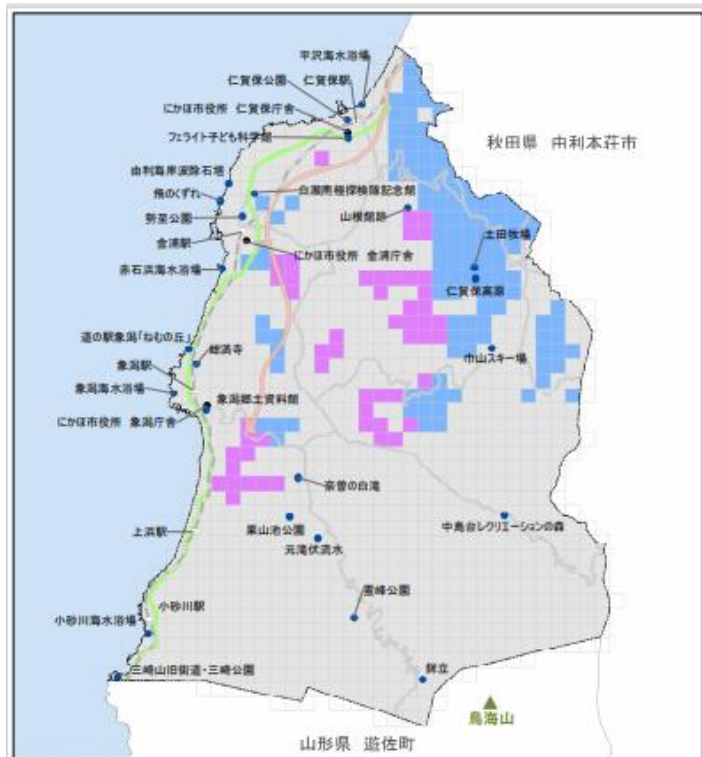 平沢海水浴場
仁賀保公園 仁賀保駅
にかほ市役所 仁賀保庁舎
フェライト子ども科学館
秋田県 由利本荘市
由利海岸波除石垣
白瀬南極探検隊記念館
飛のくずれ
山根館跡
勢至公園
金浦駅
にかほ市役所 金浦庁舎
土田牧場
赤石浜海水浴場
仁賀保高原
道の駅象潟「ねむの丘」
蚶満寺
中山スキー場
象潟駅
象潟海水浴場
象潟郷土資料館
にかほ市役所 象潟庁舎
奈曽の白滝
栗山池公園
中島台レクリエーションの森
上浜駅
元滝伏流水
霊峰公園
小砂川駅
小砂川海水浴場
三崎山旧街道・三崎公園
鉾立
鳥海山
山形県 遊佐町